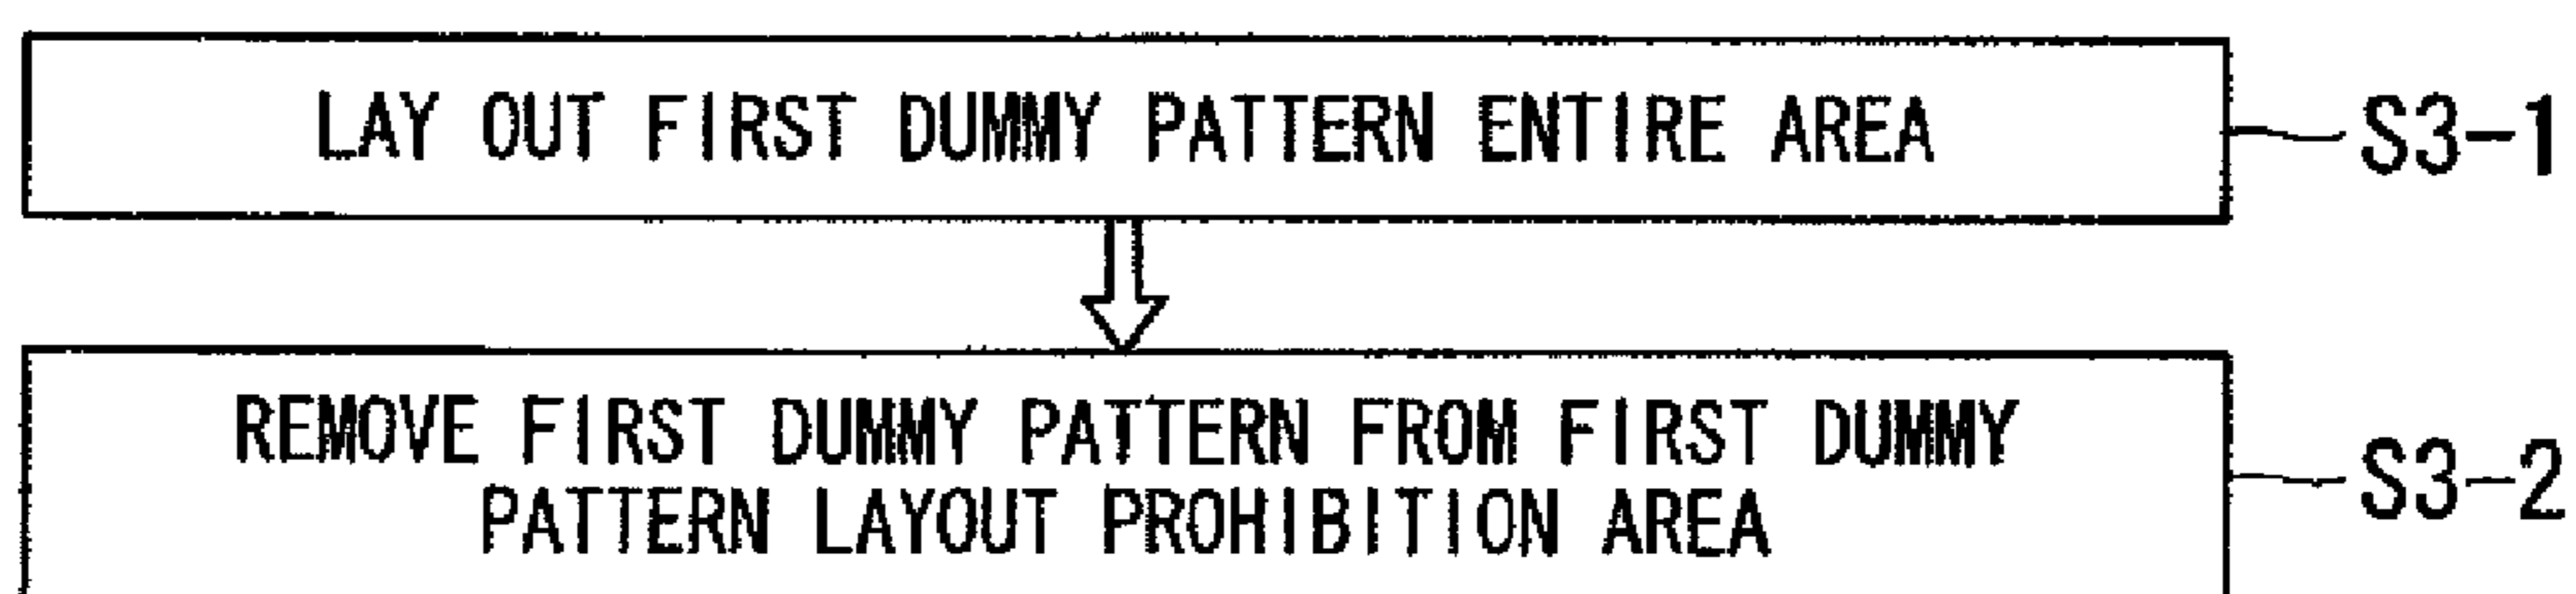 LAY OUT FIRST DUMMY PATTERN ENTIRE AREA
S3-1
REMOVE FIRST DUMMY PATTERN FROM FIRST DUMMY
PATTERN LAYOUT PROHIBITION AREA
S3-2